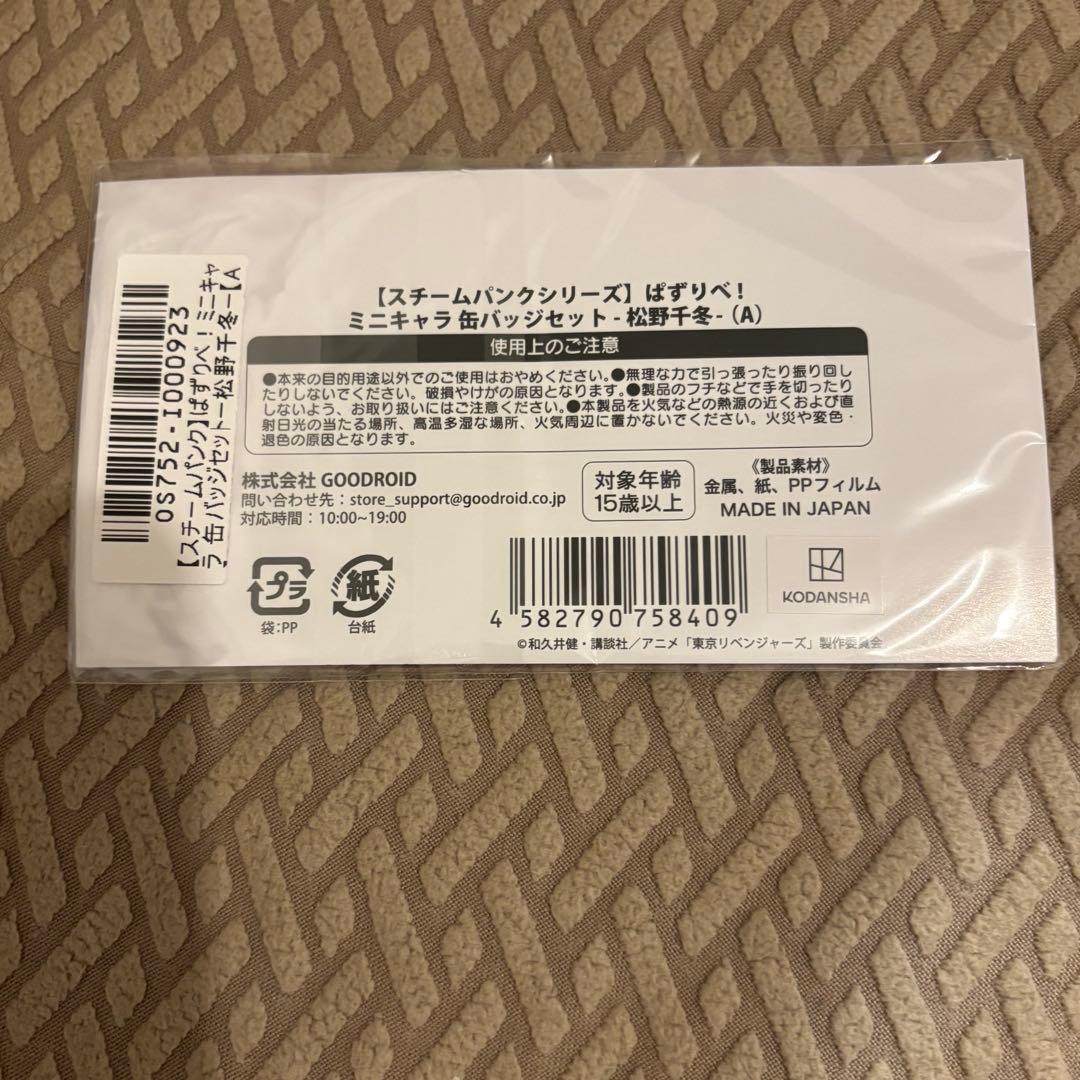 【スチームパンクシリーズ】ぱずりべ！
ミニキャラ 缶バッジセット - 松野千冬 -（A）
使用上のご注意
●本来の目的用途以外でのご使用はおやめください。●無理な力で引っ張ったり振り回し
たりしないでください。破損やけがの原因となります。●製品のフチなどで手を切ったり
しないよう、お取り扱いにはご注意ください。●本製品を火気などの熱源の近くおよび直
射日光の当たる場所、高温多湿な場所、火気周辺に置かないでください。火災や変色・
退色の原因となります。
株式会社 GOODROID
問い合わせ先：store_support@goodroid.co.jp
対応時間：10:00~19:00
対象年齢
15歳以上
《製品素材》
金属、紙、PPフィルム
MADE IN JAPAN
プラ
袋：PP
紙
台紙
4 582790 758409
KODANSHA
©和久井健・講談社／アニメ「東京リベンジャーズ」製作委員会
0S752-I000923
【スチームパンク】ぱずりべ！ミニキャ
ラ 缶 バッジセット ー松野千冬ー【A